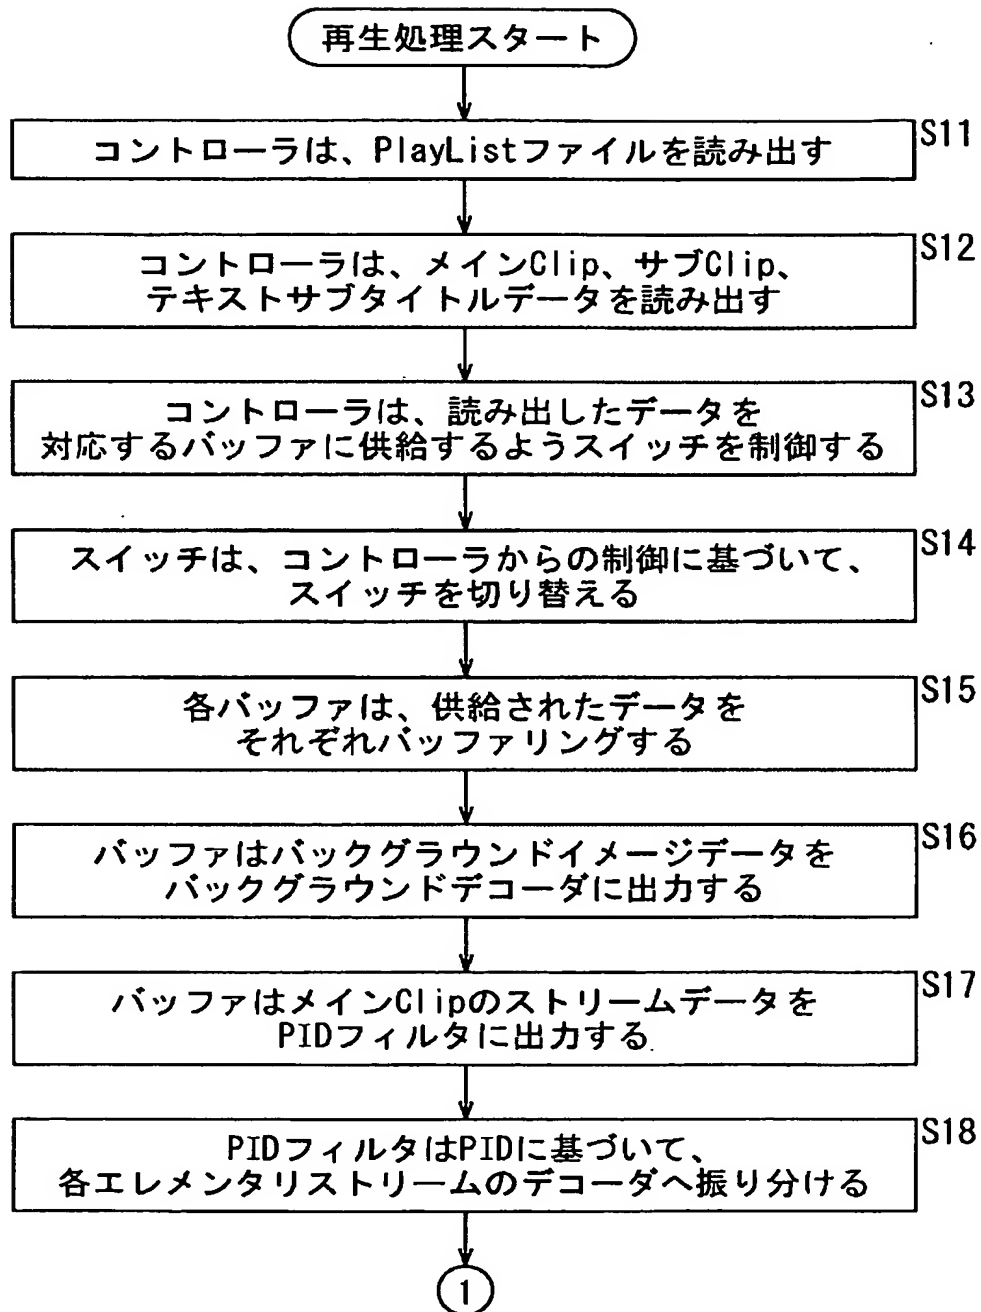 再生処理スタート
S11
コントローラは、PlayListファイルを読み出す
S12
コントローラは、メインClip、サブClip、
テキストサブタイトルデータを読み出す
S13
コントローラは、読み出したデータを
対応するバッファに供給するようスイッチを制御する
S14
スイッチは、コントローラからの制御に基づいて、
スイッチを切り替える
S15
各バッファは、供給されたデータを
それぞれバッファリングする
S16
バッファはバックグラウンドイメージデータを
バックグラウンドデコーダに出力する
S17
バッファはメインClipのストリームデータを
PIDフィルタに出力する
S18
PIDフィルタはPIDに基づいて、
各エレメンタリストリームのデコーダへ振り分ける
1